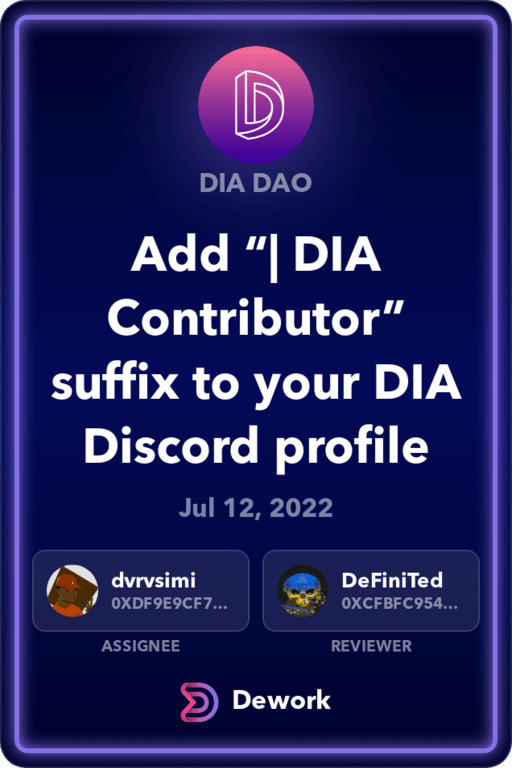 DIA DAO
Add “| DIA
Contributor”
suffix to your DIA
Discord profile
Jul 12, 2022
dvrvsimi
0XDF9E9CF7...
DeFiniTed
0XCFBFC954...
ASSIGNEE
REVIEWER
Dework